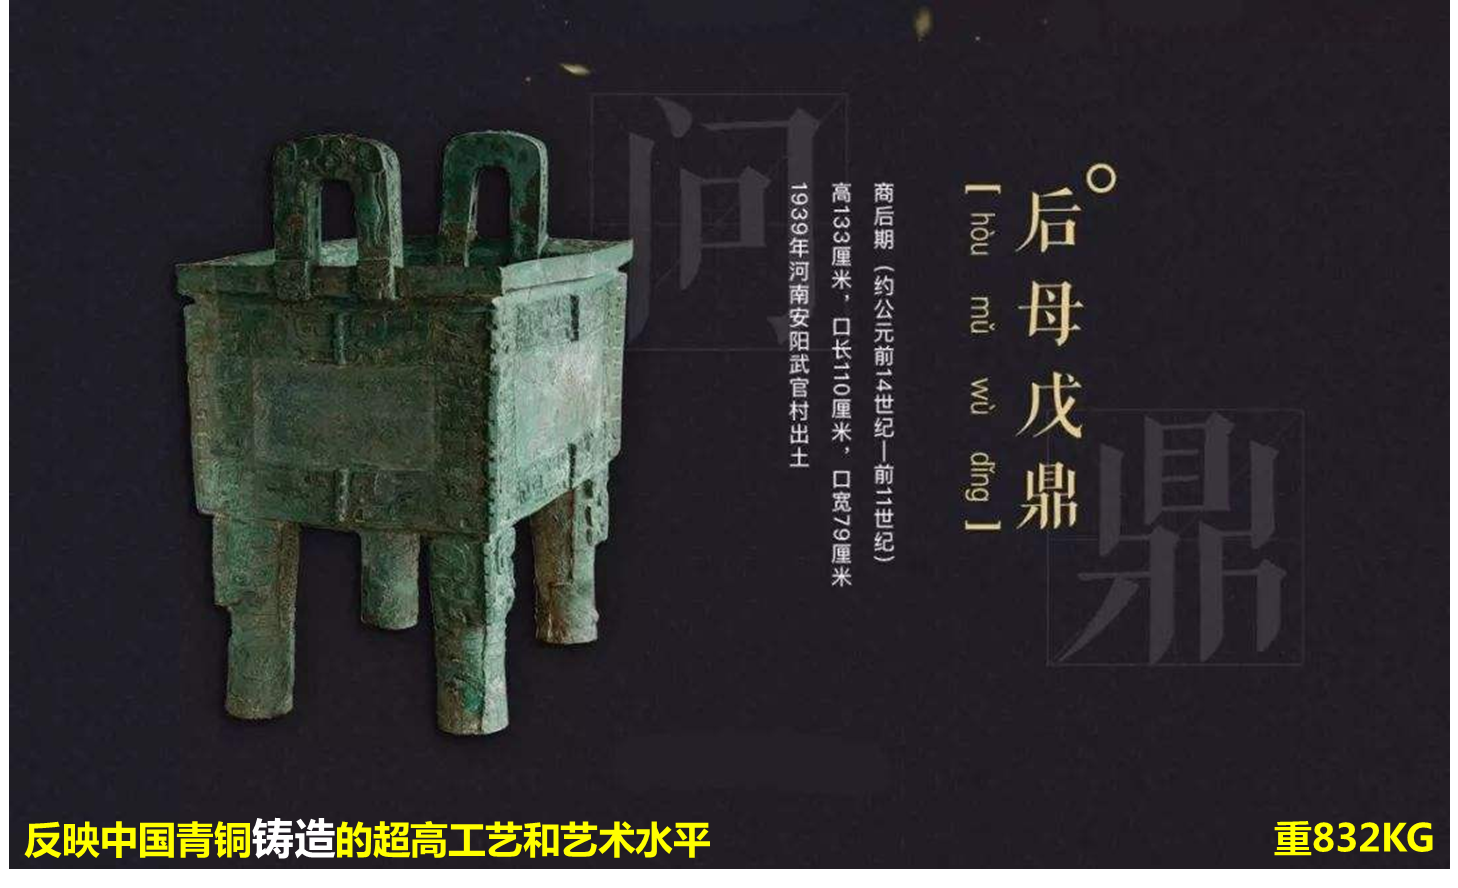 问
鼎
后母戊鼎
[ hòu mǔ wù dǐng ]
商后期（约公元前14世纪—前11世纪）
高133厘米，口长110厘米，口宽79厘米
1939年河南安阳武官村出土
反映中国青铜铸造的超高工艺和艺术水平
重832KG